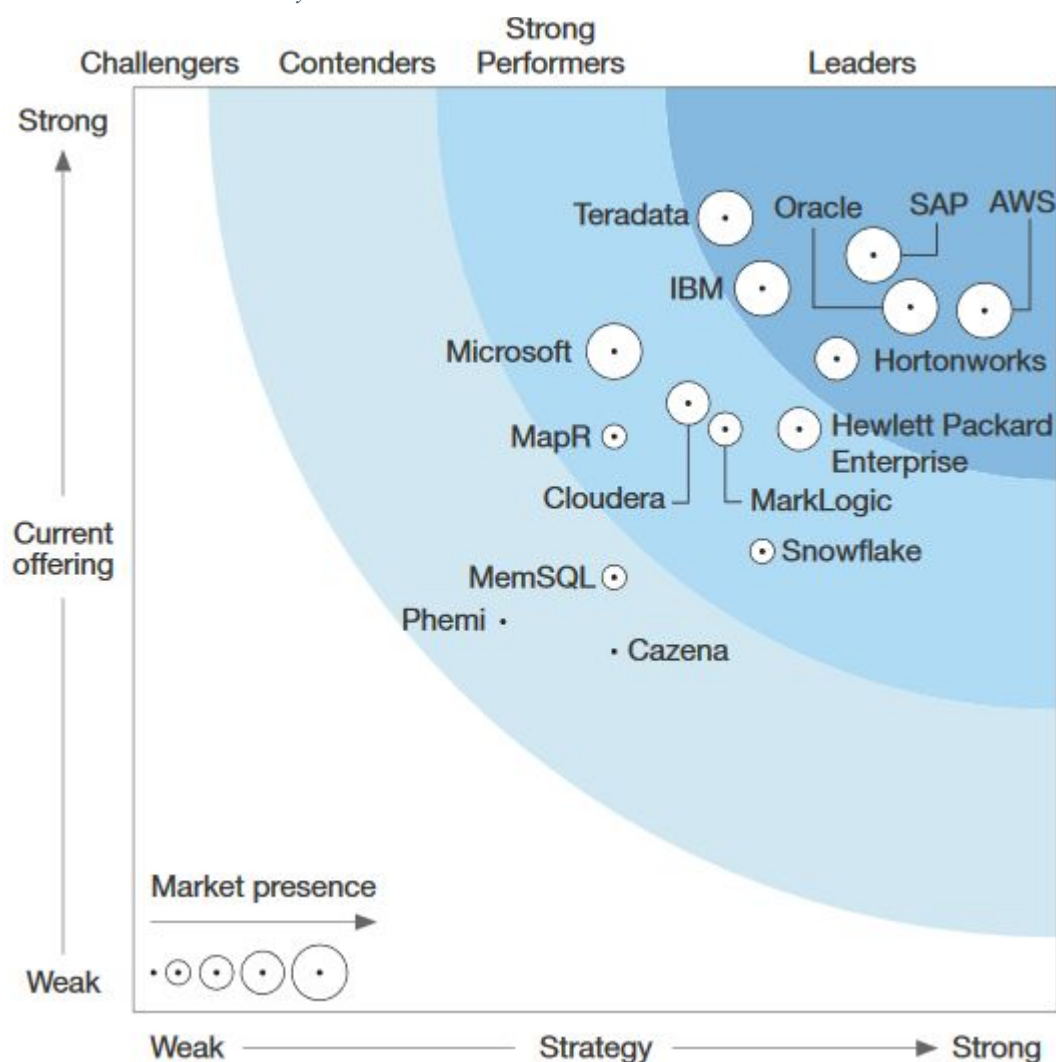 Strong
Challengers Contenders Performers Leaders
Strong
Teradata Oracle SAP AWS
IBM
Microsoft
Hortonworks
MapR
Hewlett Packard
Enterprise
Cloudera MarkLogic
Current
offering
Snowflake
MemSQL
Phemi
Cazena
Market presence
Weak
Weak Strategy Strong